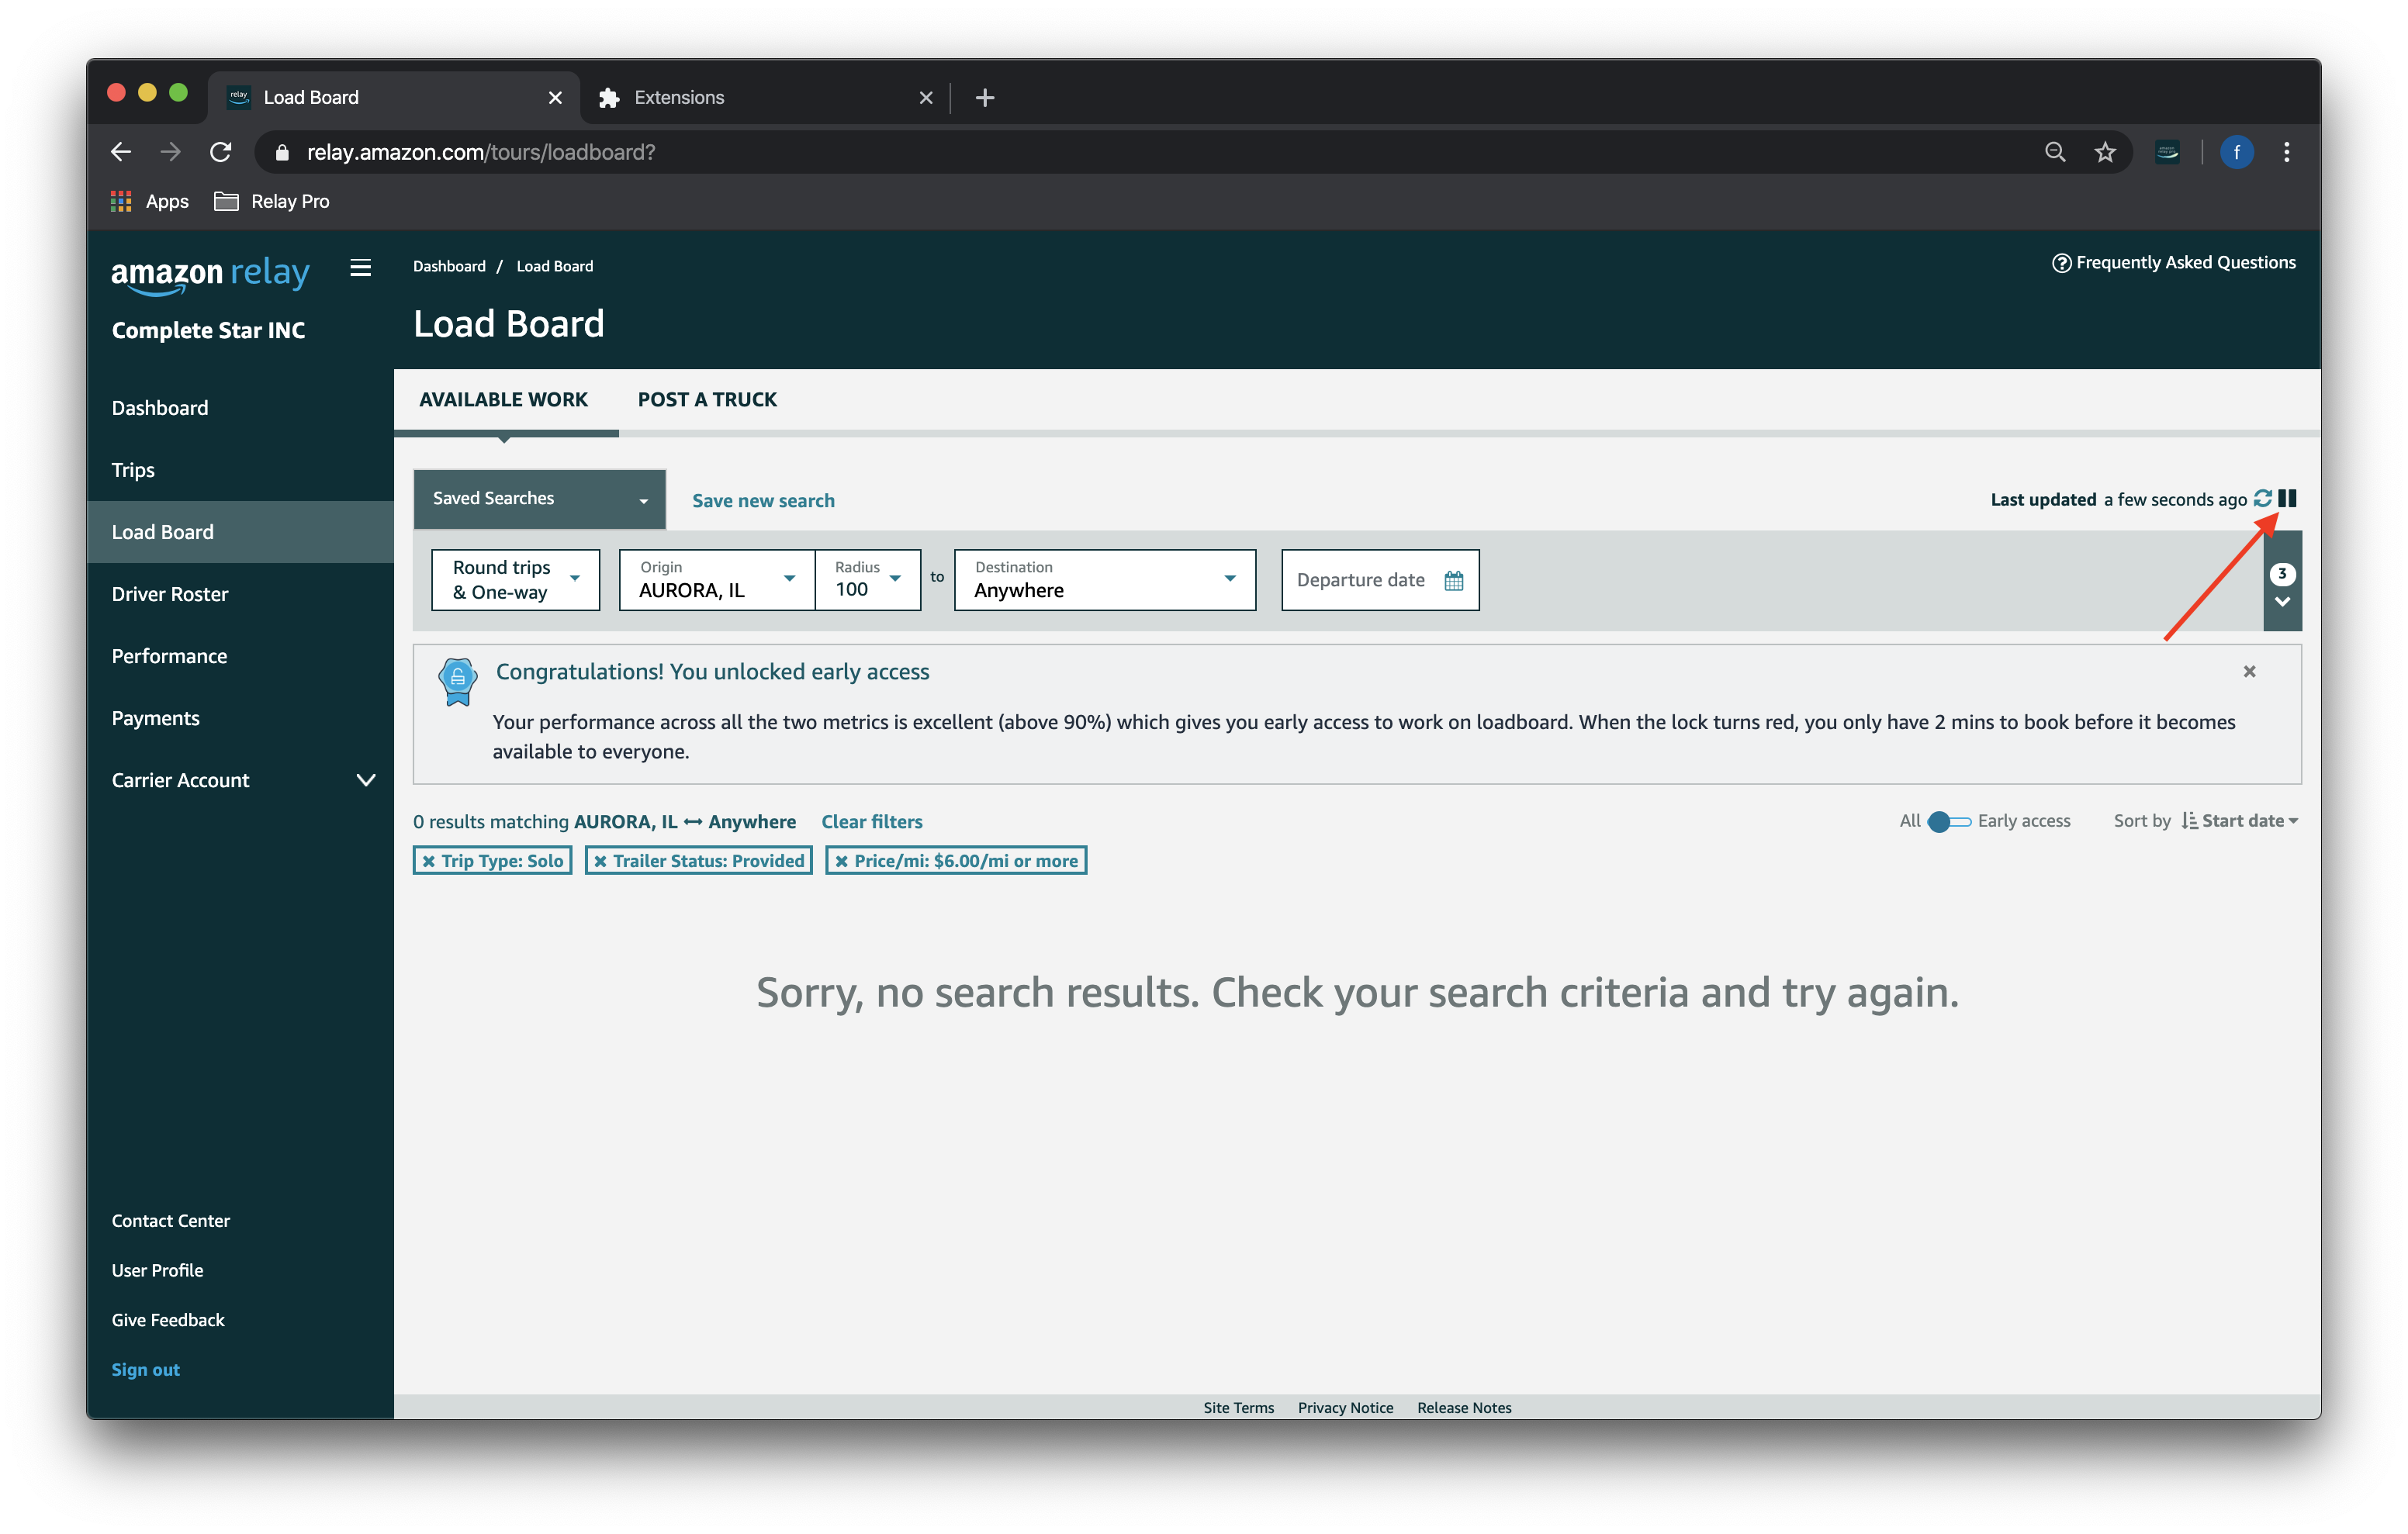 relay
Load Board
Extensions
relay.amazon.com/tours/loadboard?
f
Apps
Relay Pro
amazon relay
Dashboard / Load Board
Frequently Asked Questions
Complete Star INC
Load Board
Dashboard
Trips
Load Board
Driver Roster
Performance
Payments
Carrier Account
AVAILABLE WORK
POST A TRUCK
Saved Searches
Save new search
Last updated a few seconds ago
Round trips
& One-way
Origin
AURORA, IL
Radius
100
to
Destination
Anywhere
Departure date
3
Congratulations! You unlocked early access
Your performance across all the two metrics is excellent (above 90%) which gives you early access to work on loadboard. When the lock turns red, you only have 2 mins to book before it becomes
available to everyone.
0 results matching AURORA, IL ↔ Anywhere
Clear filters
All
Early access
Sort by
Start date
Trip Type: Solo
Trailer Status: Provided
Price/mi: $6.00/mi or more
Sorry, no search results. Check your search criteria and try again.
Contact Center
User Profile
Give Feedback
Sign out
Site Terms
Privacy Notice
Release Notes